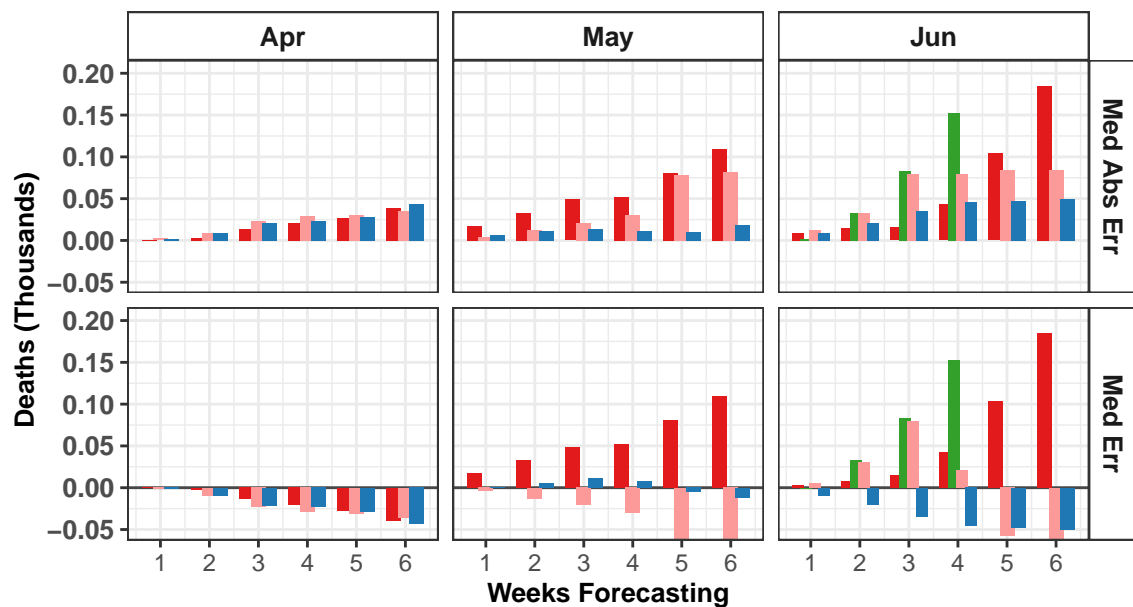 Apr May Jun
0.20
0.15
0.10
0.05
0.00
−0.05
Med Abs Err
0.20
0.15
0.10
0.05
0.00
−0.05
Med Err
Deaths (Thousands)
1 2 3 4 5 6 1 2 3 4 5 6 1 2 3 4 5 6
Weeks Forecasting